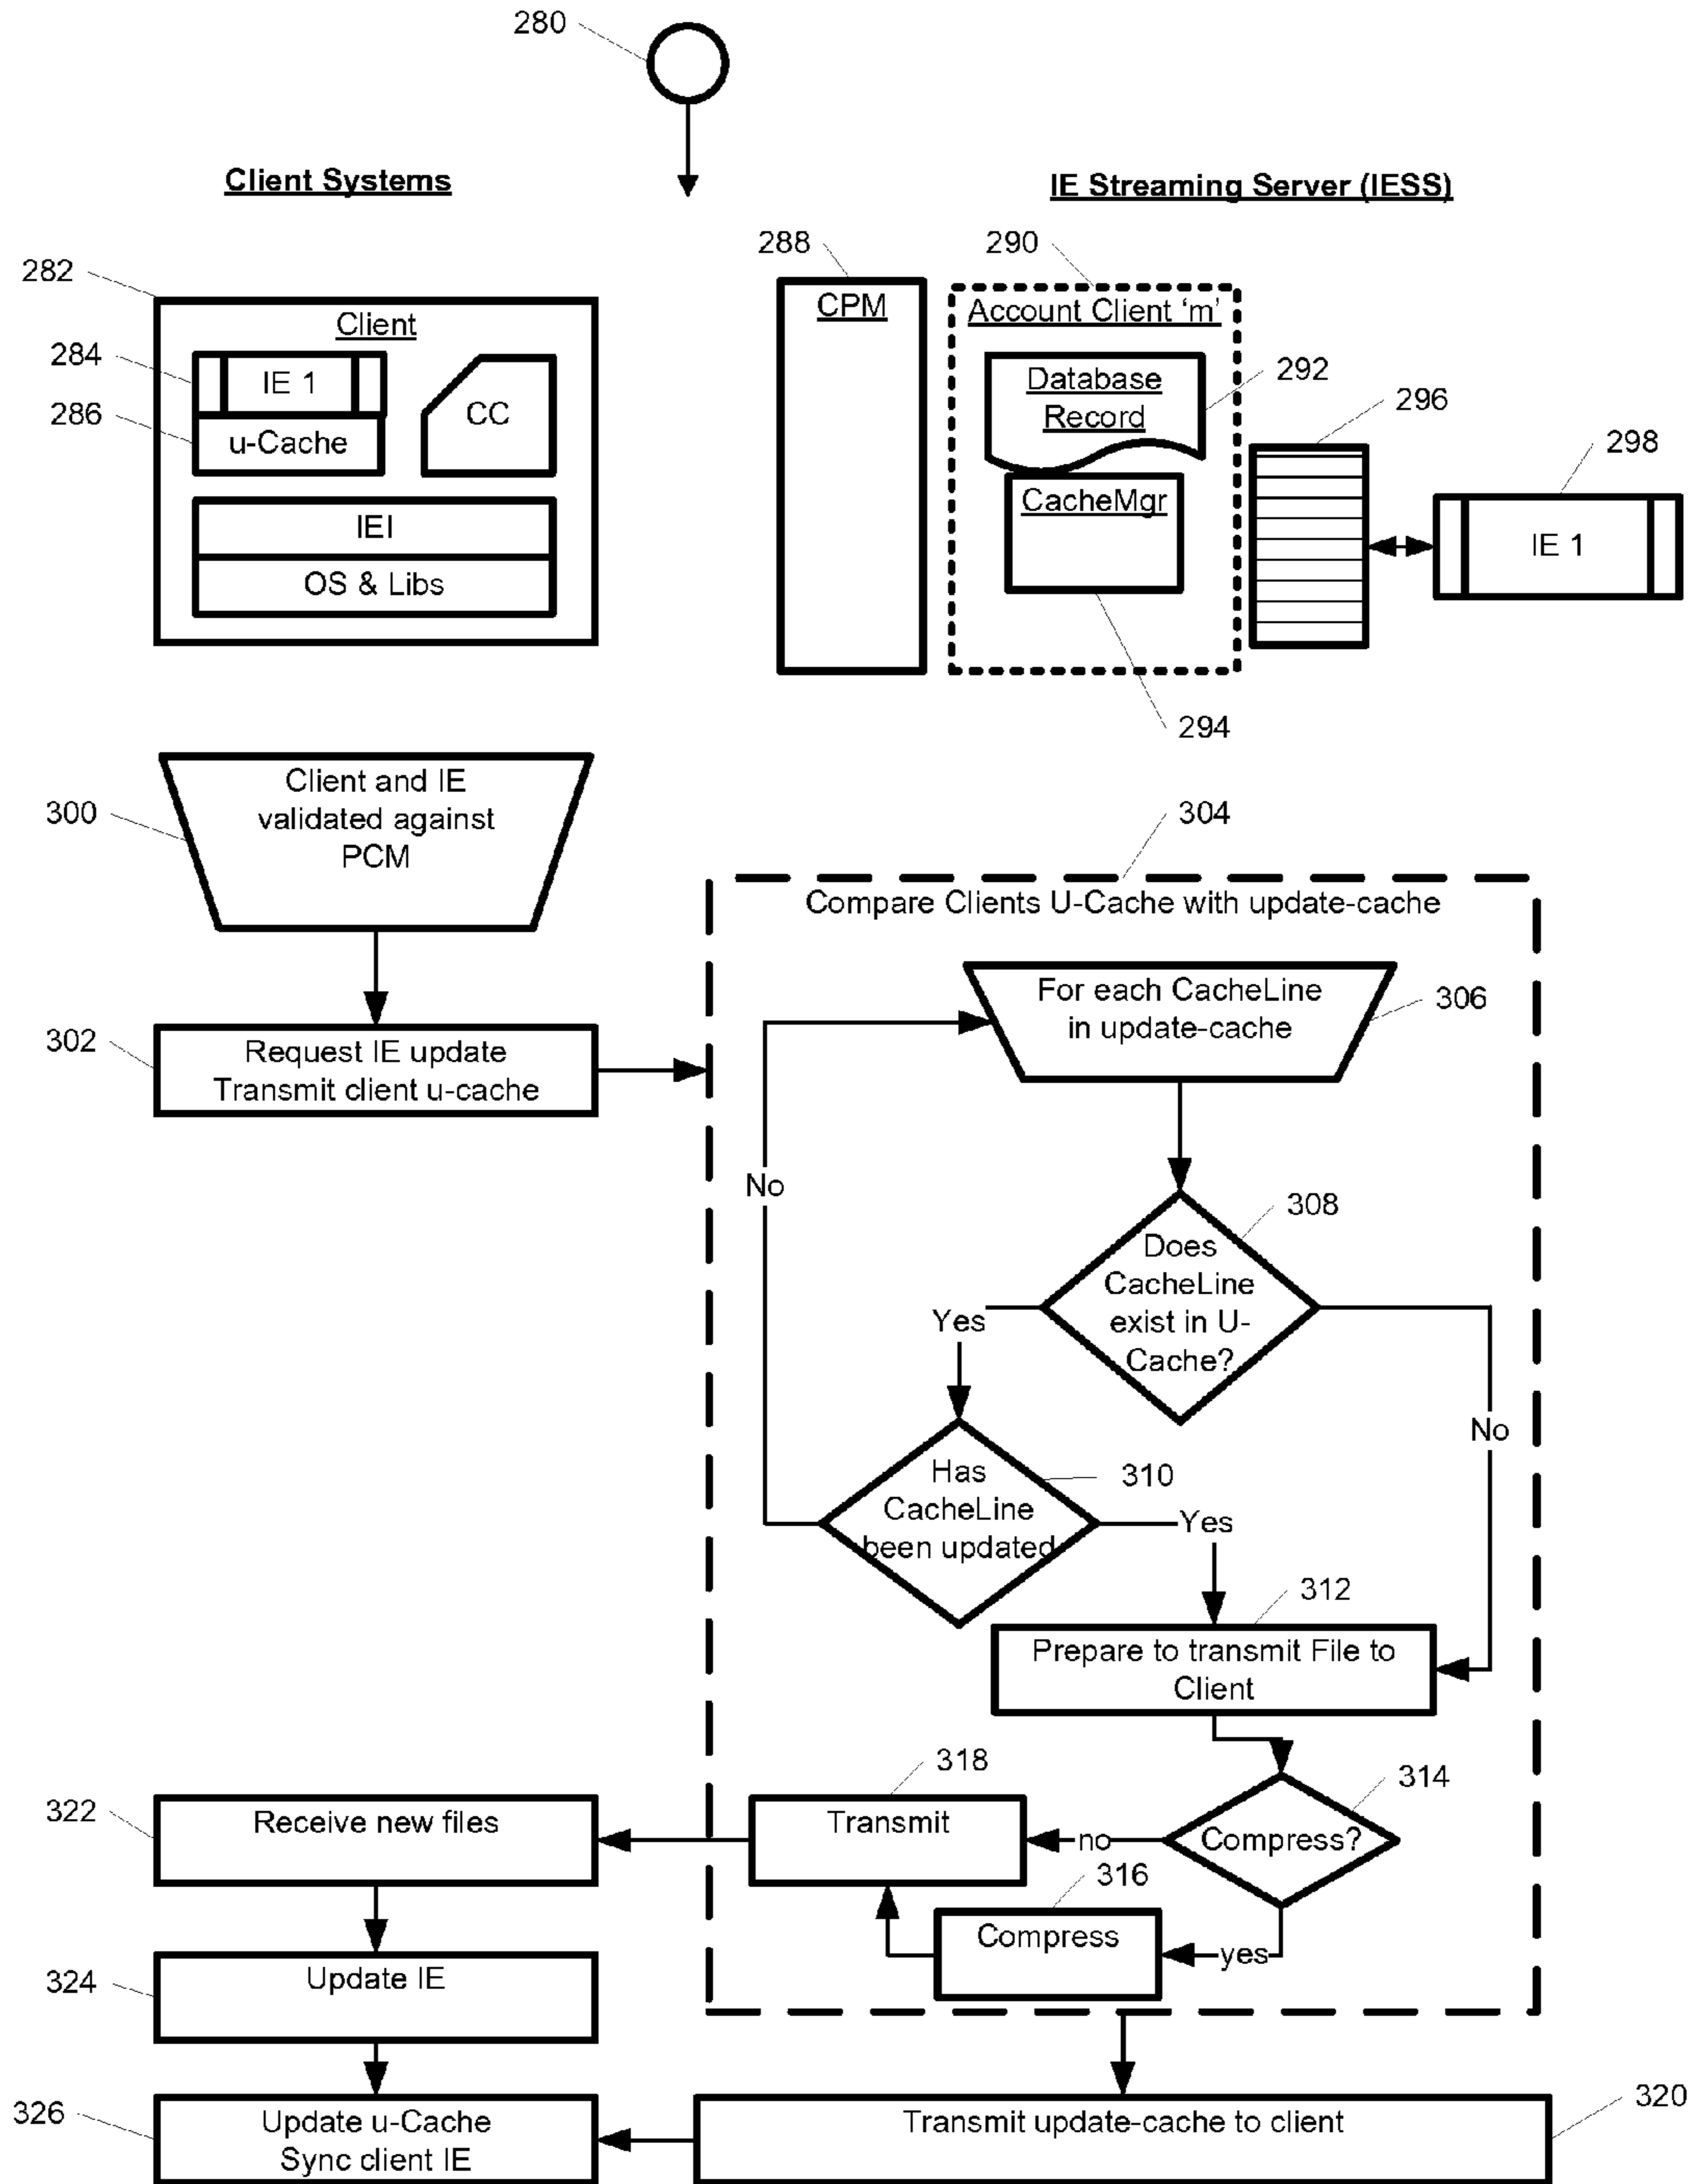 280
Client Systems
IE Streaming Server (IESS)
282
Client
284
IE 1
286
u-Cache
CC
IEI
OS & Libs
288
CPM
290
Account Client ‘m’
Database
Record
292
CacheMgr
294
296
298
IE 1
300
Client and IE
validated against
PCM
302
Request IE update
Transmit client u-cache
304
Compare Clients U-Cache with update-cache
306
For each CacheLine
in update-cache
308
Does
CacheLine
exist in U-
Cache?
Yes
No
310
Has
CacheLine
been updated
No
Yes
312
Prepare to transmit File to
Client
314
Compress?
no
yes
316
Compress
318
Transmit
322
Receive new files
324
Update IE
326
Update u-Cache
Sync client IE
320
Transmit update-cache to client